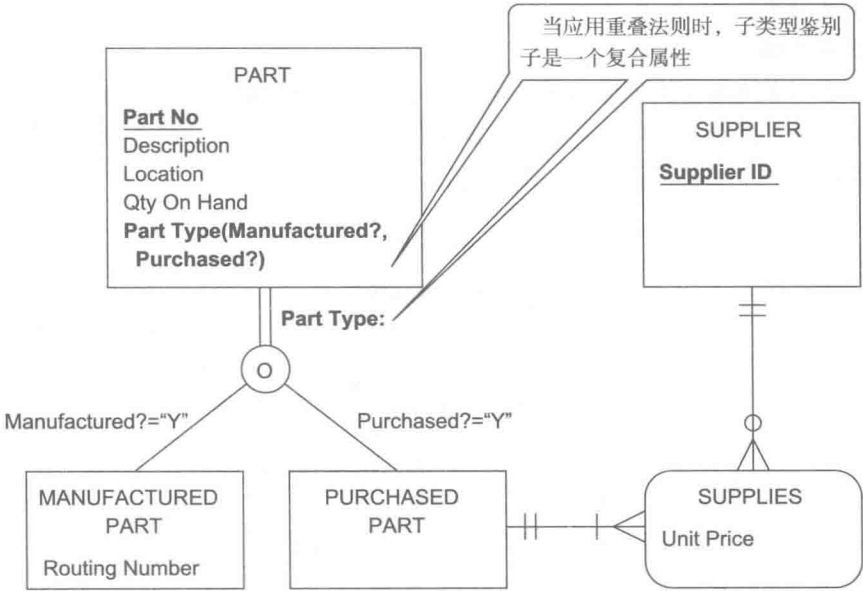 当应用重叠法则时，子类型鉴别
子是一个复合属性
PART
Part No
Description
Location
Qty On Hand
Part Type(Manufactured?,
Purchased?)
SUPPLIER
Supplier ID
Part Type:
O
Manufactured?=“Y”
Purchased?=“Y”
MANUFACTURED
PART
Routing Number
PURCHASED
PART
SUPPLIES
Unit Price